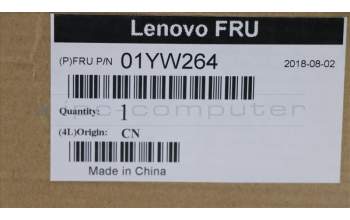 Lenovo FRU
(P)FRU P/N 01YW264
2018-08-02
Quantity: 1
(4L)Origin: CN
Made in China